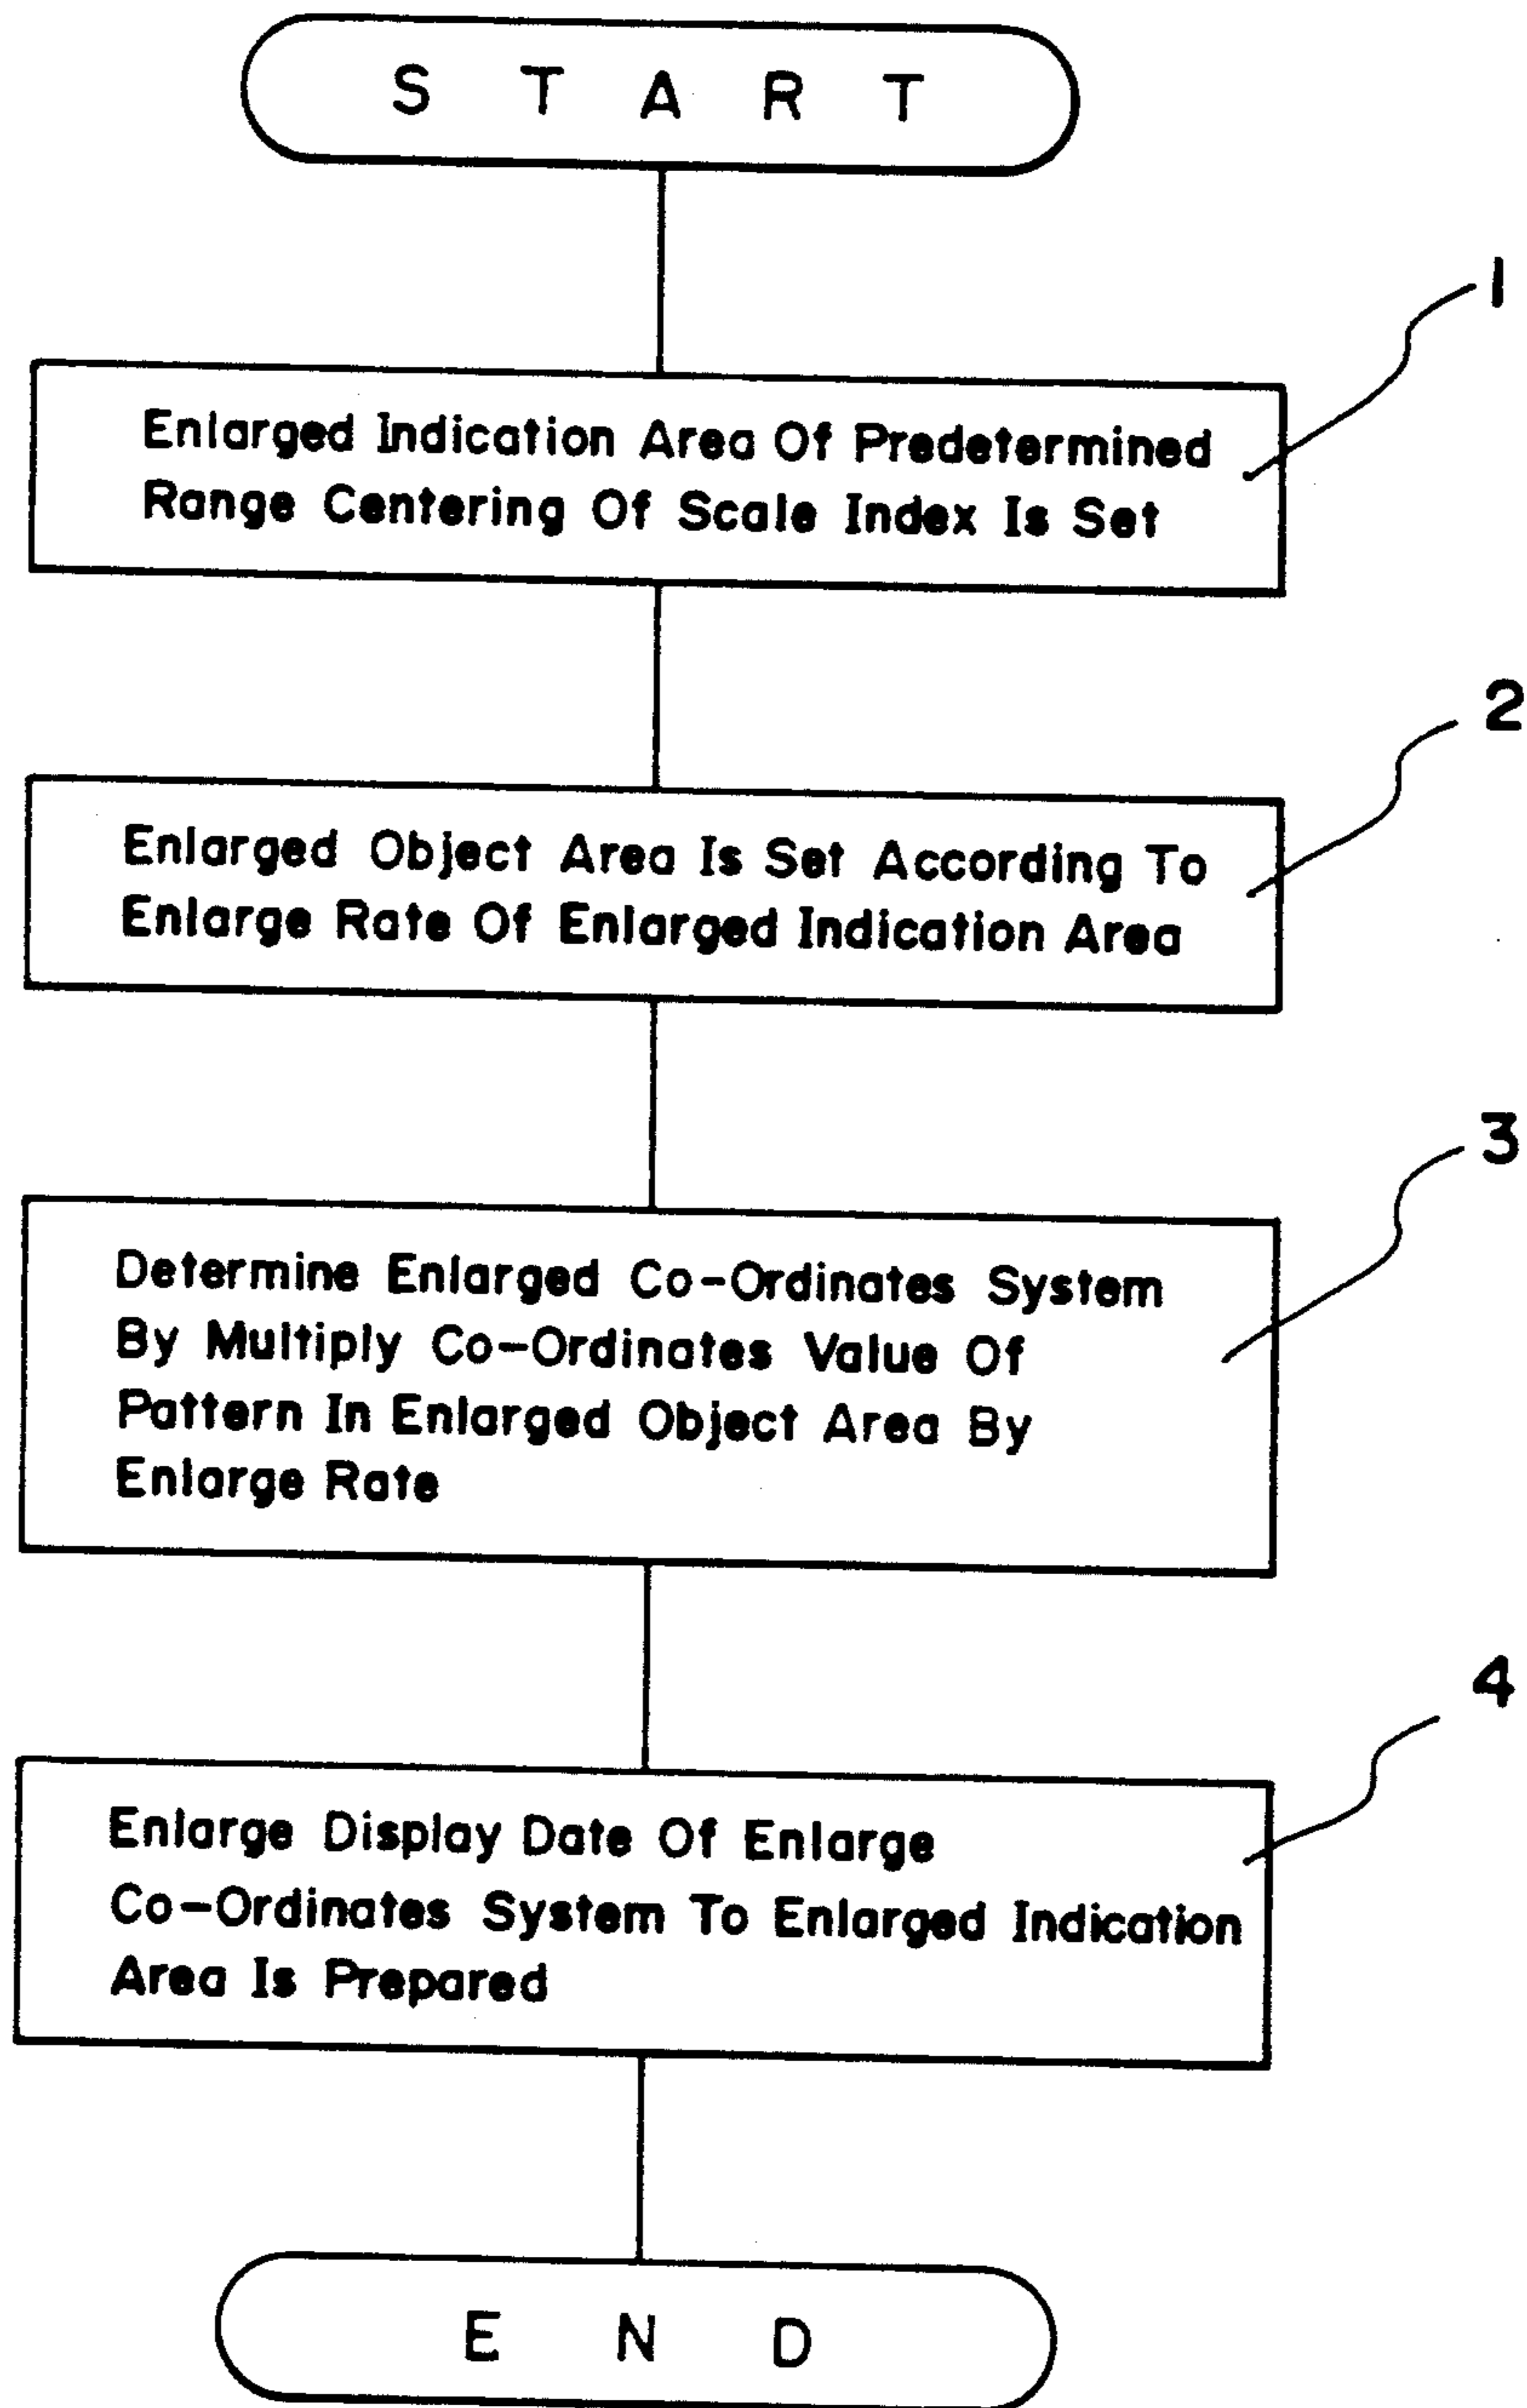 START
1
Enlarged Indication Area Of Predetermined
Range Centering Of Scale Index Is Set
2
Enlarged Object Area Is Set According To
Enlarge Rate Of Enlarged Indication Area
3
Determine Enlarged Co-Ordinates System
By Multiply Co-Ordinates Value Of
Pattern In Enlarged Object Area By
Enlarge Rate
4
Enlarge Display Date Of Enlarge
Co-Ordinates System To Enlarged Indication
Area Is Prepared
END